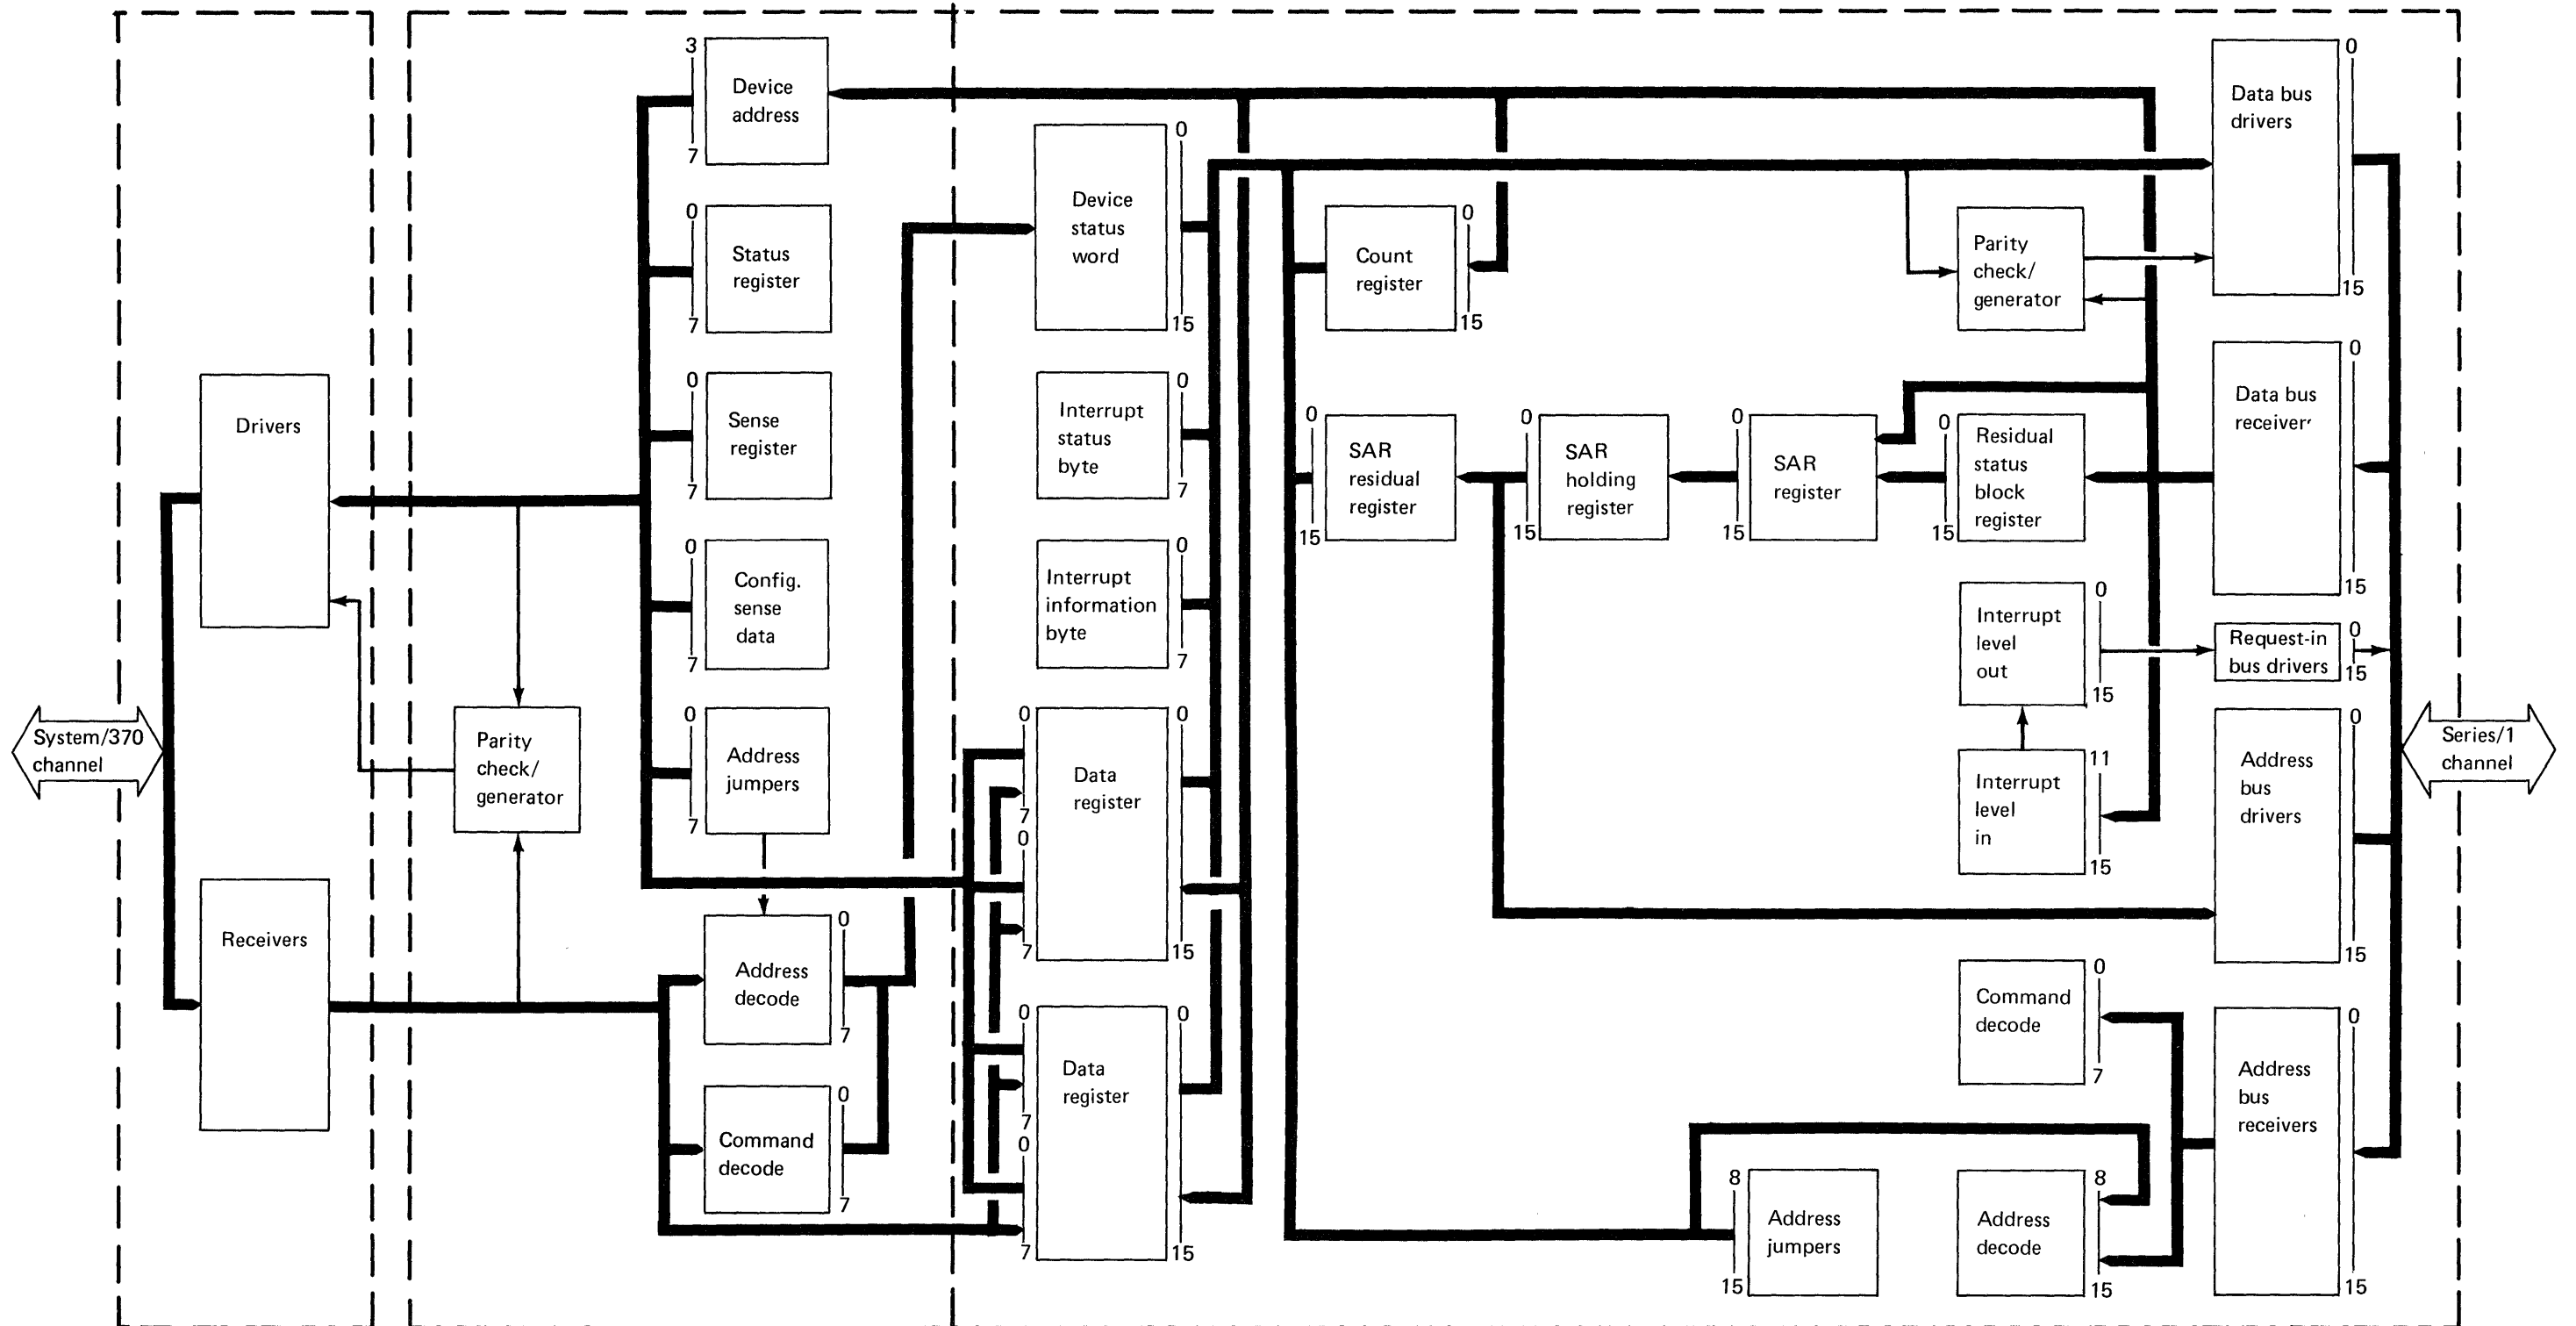 System/370
channel
Drivers
Receivers
Parity
check/
generator
3
Device
address
7
0
Status
register
7
0
Sense
register
7
0
Config.
sense
data
7
0
Address
jumpers
7
0
Address
decode
7
0
Command
decode
7
0
Device
status
word
15
0
Interrupt
status
byte
7
0
Interrupt
information
byte
7
0
0
Data
register
7
0
7
15
0
0
Data
register
7
0
7
15
0
Count
register
15
0
SAR
residual
register
15
0
SAR
holding
register
15
0
SAR
register
15
0
Residual
status
block
register
15
Parity
check/
generator
0
Interrupt
level
out
15
11
Interrupt
level
in
15
0
Command
decode
7
8
Address
jumpers
15
8
Address
decode
15
0
Data bus
drivers
15
0
Data bus
receiver
15
0
Request-in
bus drivers
15
0
Address
bus
drivers
15
0
Address
bus
receivers
15
Series/1
channel